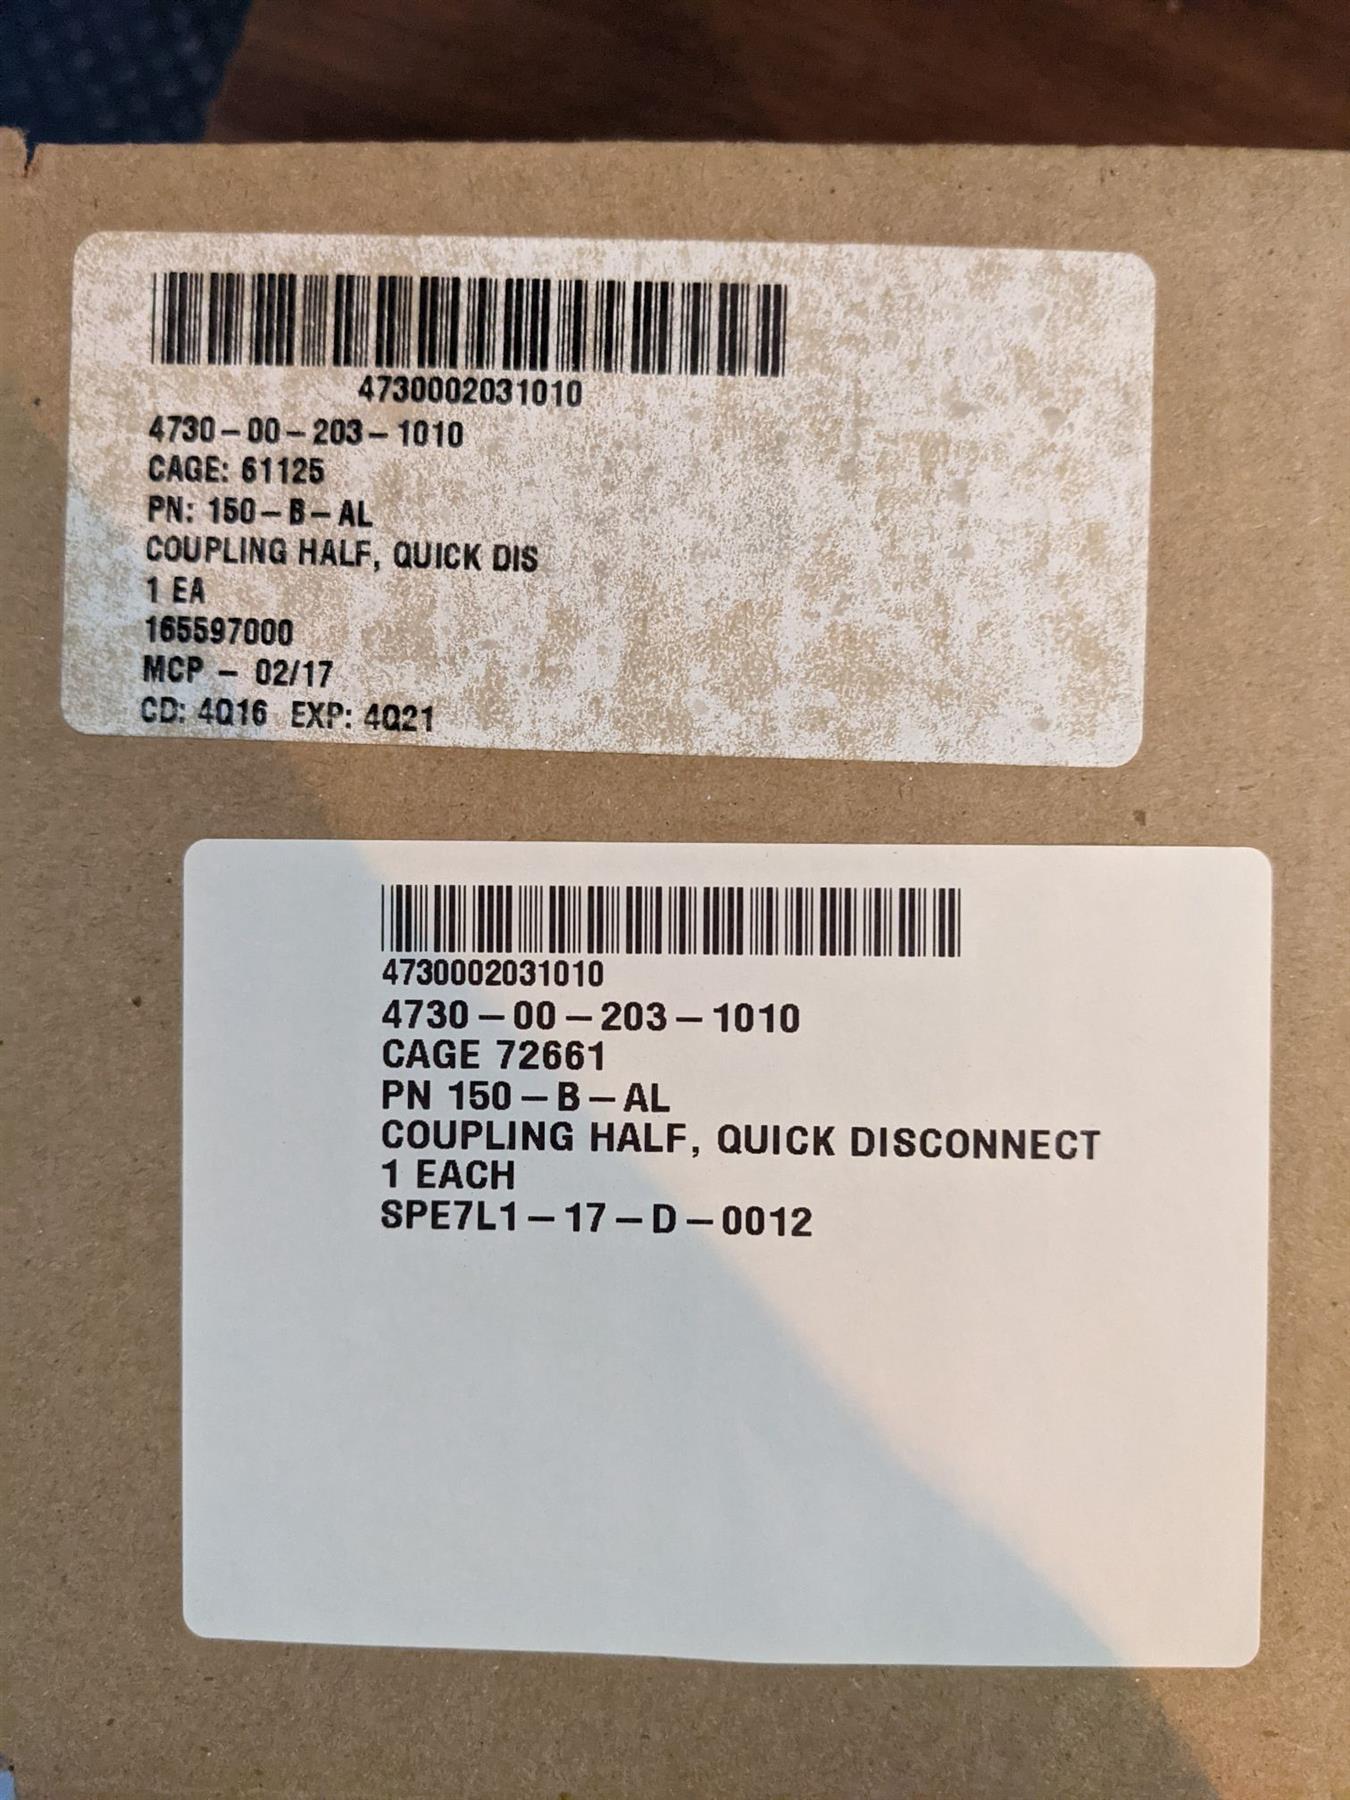 4730002031010
4730-00-203-1010
CAGE: 61125
PN: 150-B-AL
COUPLING HALF, QUICK DIS
1 EA
165597000
MCP - 02/17
CD: 4Q16 EXP: 4Q21
4730002031010
4730-00-203-1010
CAGE 72661
PN 150-B-AL
COUPLING HALF, QUICK DISCONNECT
1 EACH
SPE7L1-17-D-0012